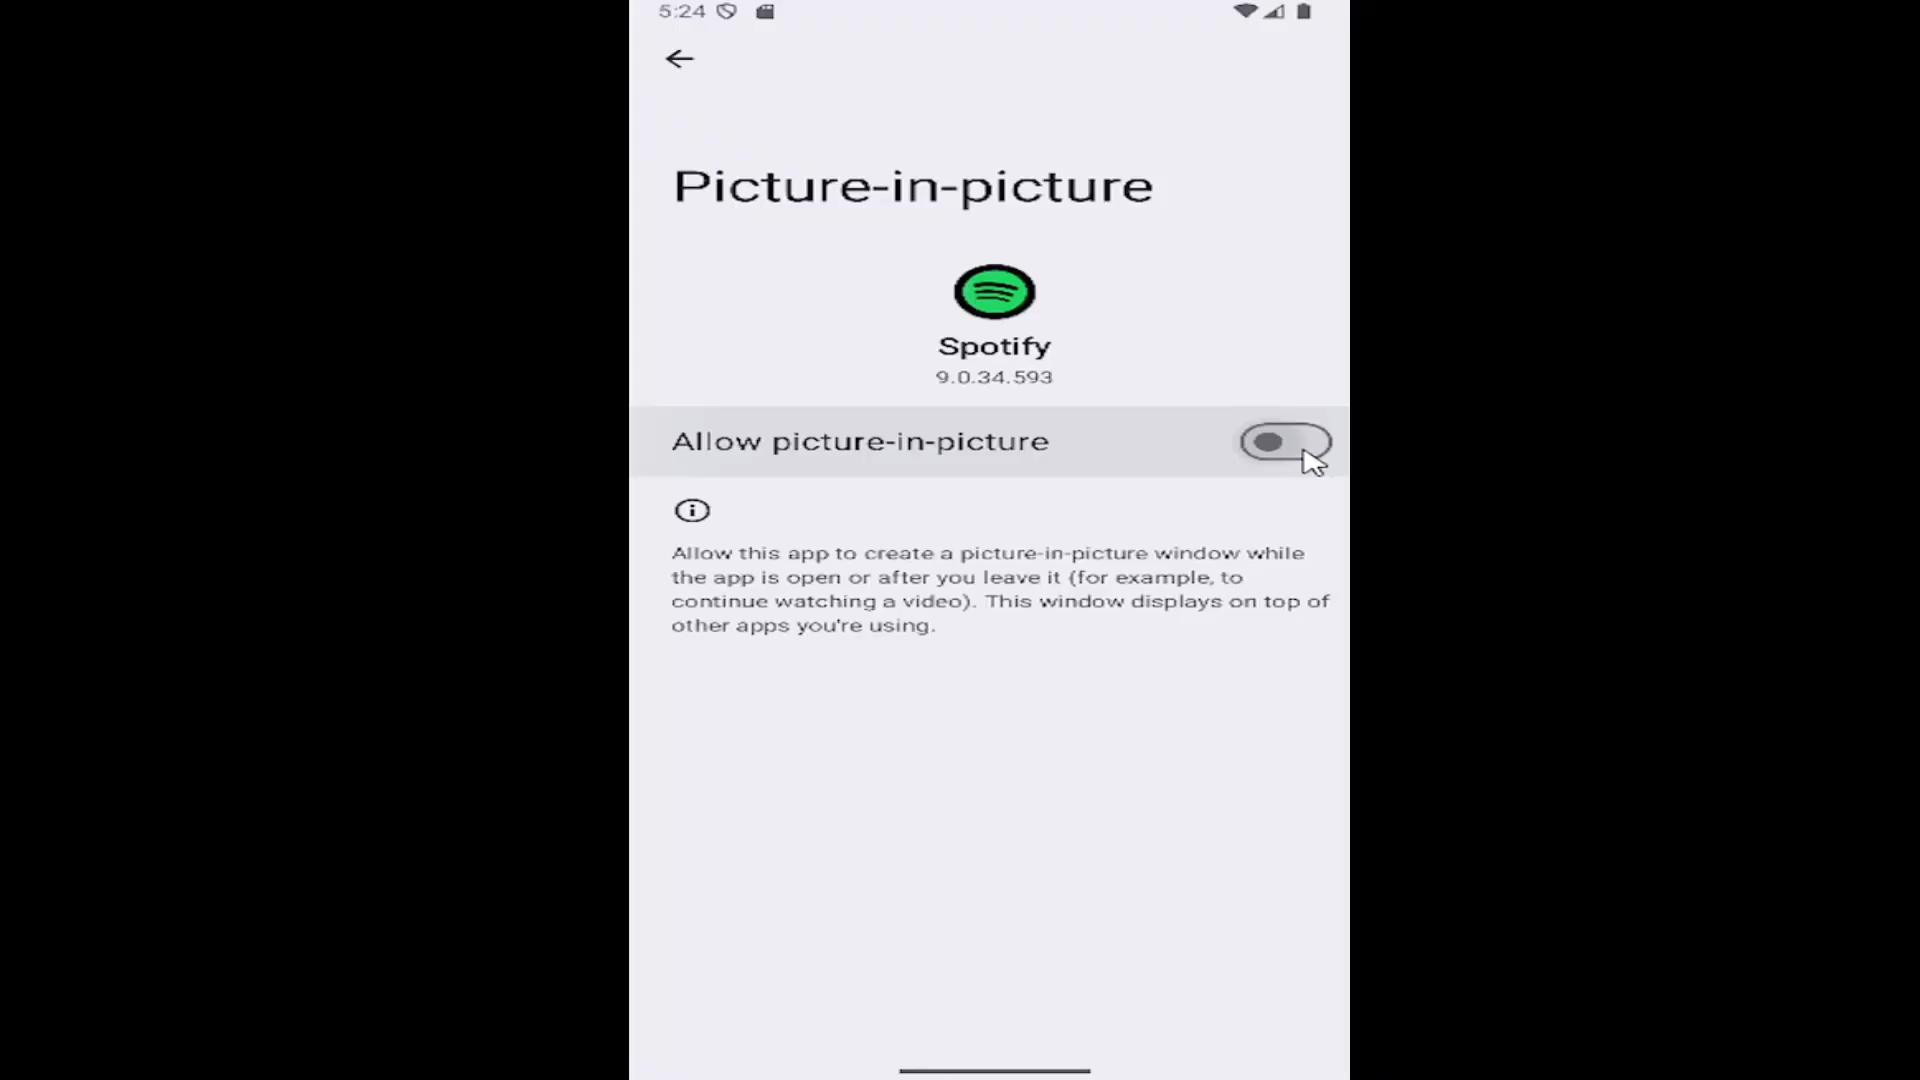 5:24
Picture-in-picture
Spotify
9.0.34.593
Allow picture-in-picture
Allow this app to create a picture-in-picture window while
the app is open or after you leave it (for example, to
continue watching a video). This window displays on top of
other apps you're using.